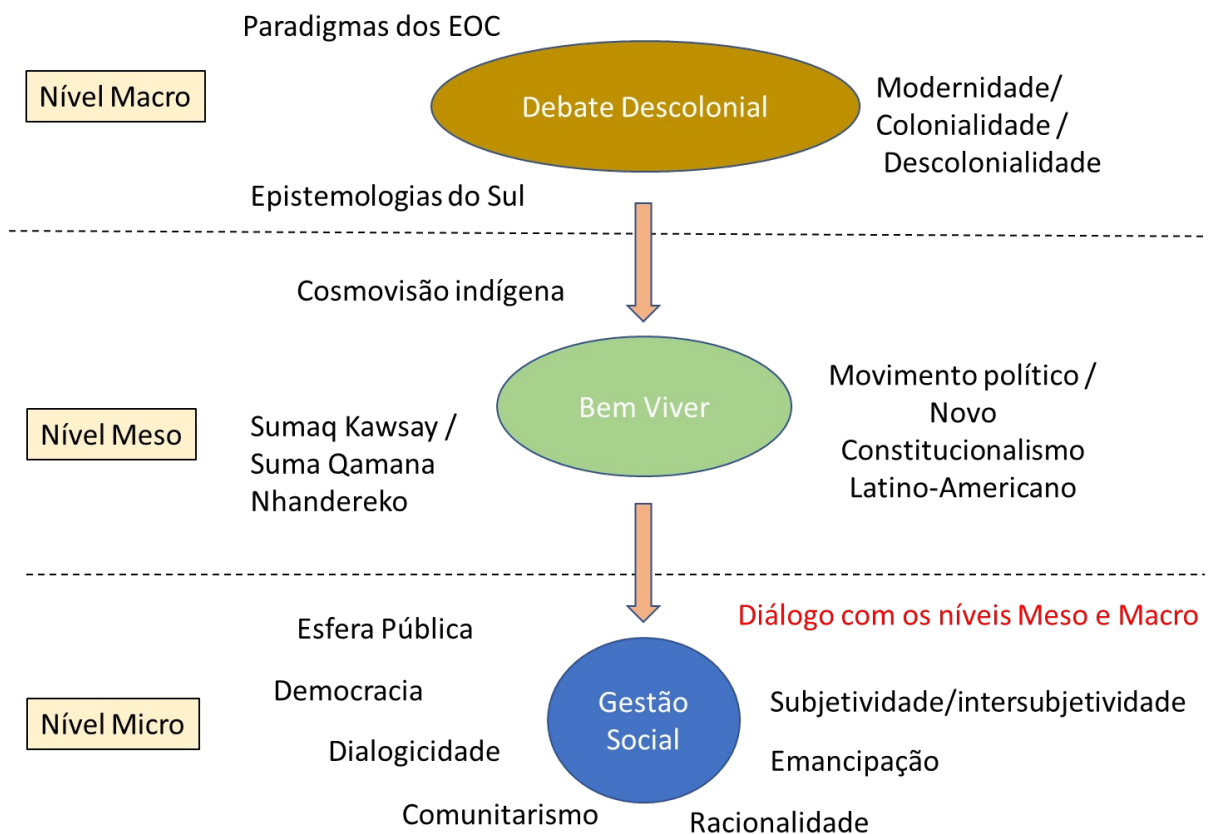 Paradigmas dos EOC
Nível Macro
Debate Descolonial
Modernidade/
Colonialidade /
Descolonialidade
Epistemologias do Sul
Cosmovisão indígena
Nível Meso
Bem Viver
Sumaq Kawsay /
Suma Qamana
Nhandereko
Movimento político /
Novo
Constitucionalismo
Latino-Americano
Diálogo com os níveis Meso e Macro
Esfera Pública
Democracia
Nível Micro
Gestão
Social
Subjetividade/intersubjetividade
Dialogicidade
Emancipação
Comunitarismo
Racionalidade